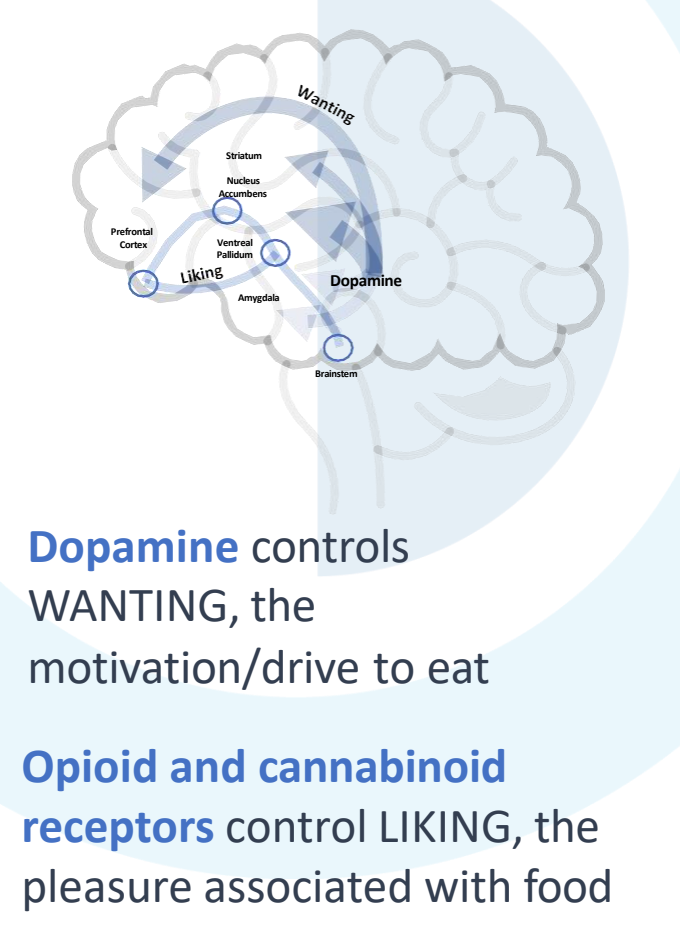 Wanting
Striatum
Nucleus
Accumbens
Prefrontal
Cortex
Ventreal
Pallidum
Liking
Dopamine
Amygdala
Brainstem
Dopamine controls
WANTING, the
motivation/drive to eat
Opioid and cannabinoid
receptors control LIKING, the
pleasure associated with food